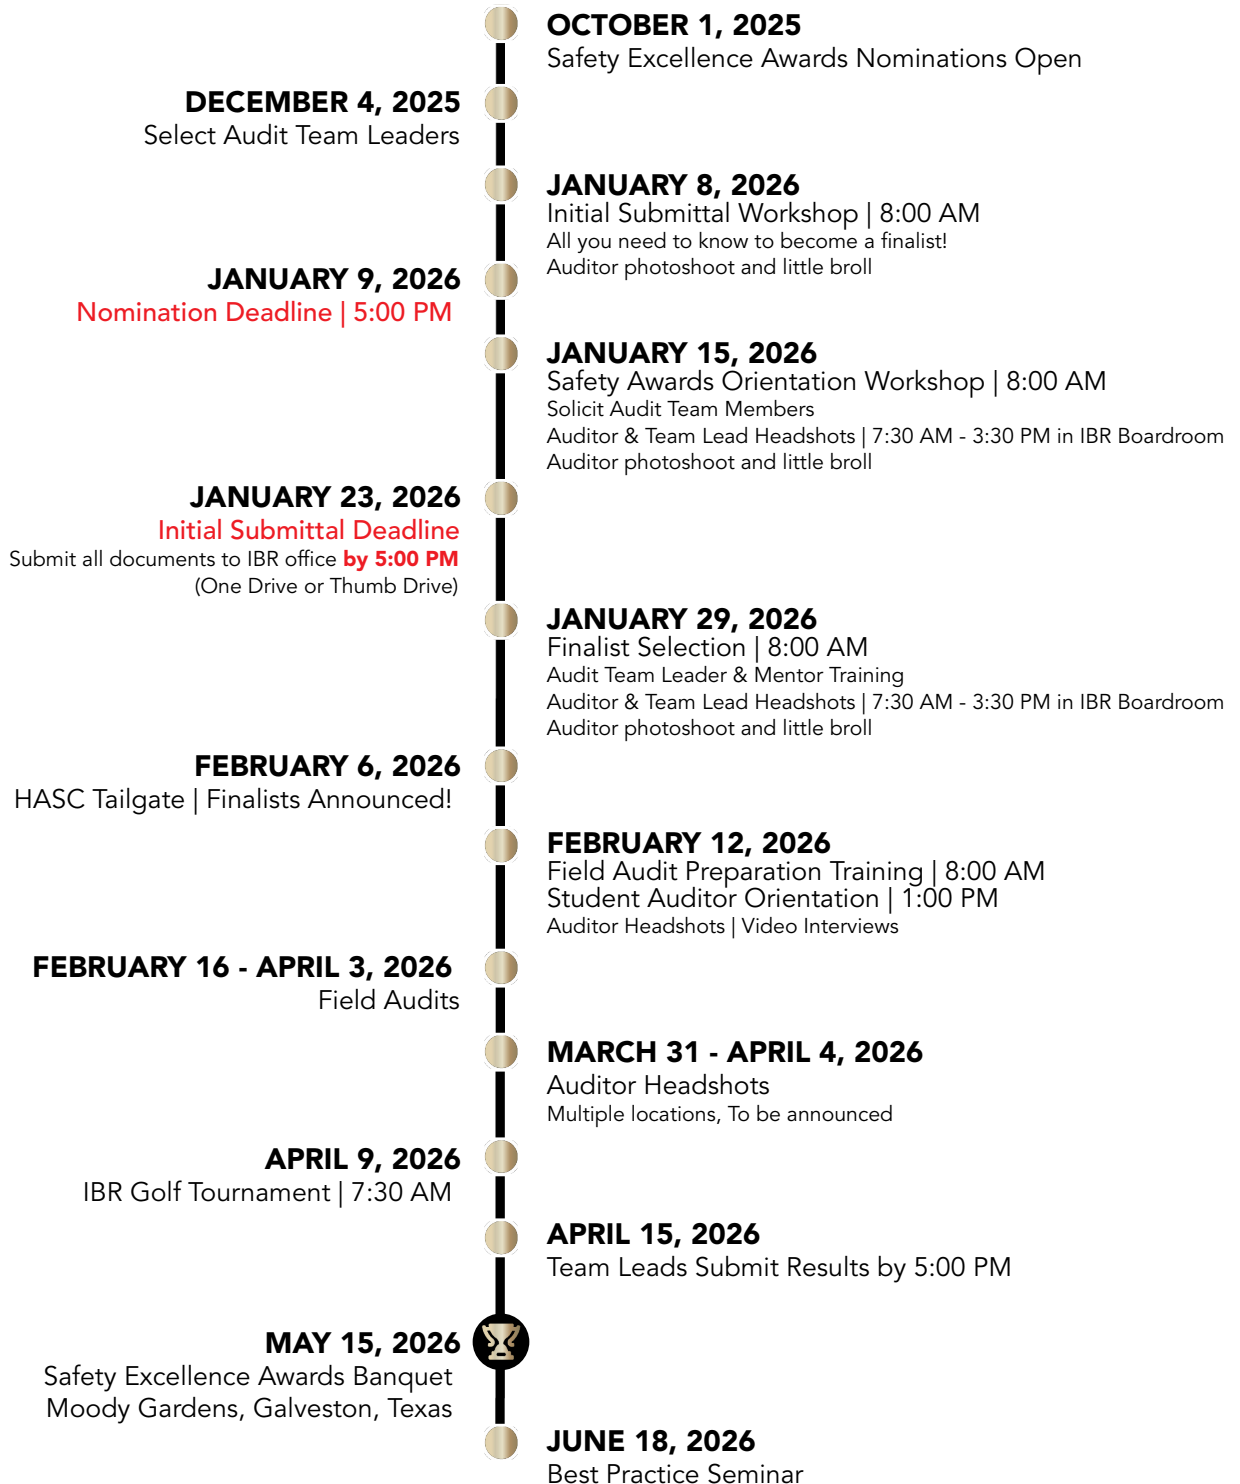 OCTOBER 1, 2025
Safety Excellence Awards Nominations Open
DECEMBER 4, 2025
Select Audit Team Leaders
JANUARY 8, 2026
Initial Submittal Workshop | 8:00 AM
All you need to know to become a finalist!
Auditor photoshoot and little broll
JANUARY 9, 2026
Nomination Deadline | 5:00 PM
JANUARY 15, 2026
Safety Awards Orientation Workshop | 8:00 AM
Solicit Audit Team Members
Auditor & Team Lead Headshots | 7:30 AM - 3:30 PM in IBR Boardroom
Auditor photoshoot and little broll
JANUARY 23, 2026
Initial Submittal Deadline
Submit all documents to IBR office by 5:00 PM
(One Drive or Thumb Drive)
JANUARY 29, 2026
Finalist Selection | 8:00 AM
Audit Team Leader & Mentor Training
Auditor & Team Lead Headshots | 7:30 AM - 3:30 PM in IBR Boardroom
Auditor photoshoot and little broll
FEBRUARY 6, 2026
HASC Tailgate | Finalists Announced!
FEBRUARY 12, 2026
Field Audit Preparation Training | 8:00 AM
Student Auditor Orientation | 1:00 PM
Auditor Headshots | Video Interviews
FEBRUARY 16 - APRIL 3, 2026
Field Audits
MARCH 31 - APRIL 4, 2026
Auditor Headshots
Multiple locations, To be announced
APRIL 9, 2026
IBR Golf Tournament | 7:30 AM
APRIL 15, 2026
Team Leads Submit Results by 5:00 PM
MAY 15, 2026
Safety Excellence Awards Banquet
Moody Gardens, Galveston, Texas
JUNE 18, 2026
Best Practice Seminar